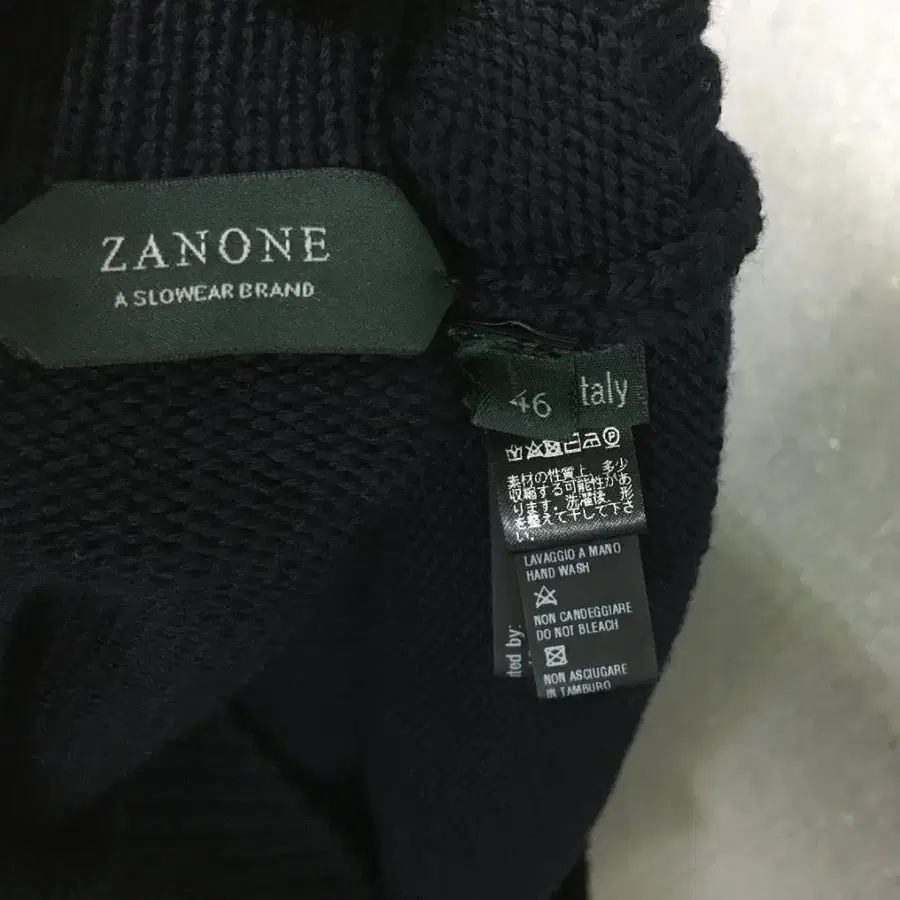 ZANONE
A SLOWEAR BRAND
46
taly
素材の性質上、多少
収縮する可能性があ
ります。洗濯後、形
を整えて干して下さ
い。
LAVAGGIO A MANO
HAND WASH
NON CANDEGGIARE
DO NOT BLEACH
NON ASCIUGARE
IN TAMBURO
ted by: